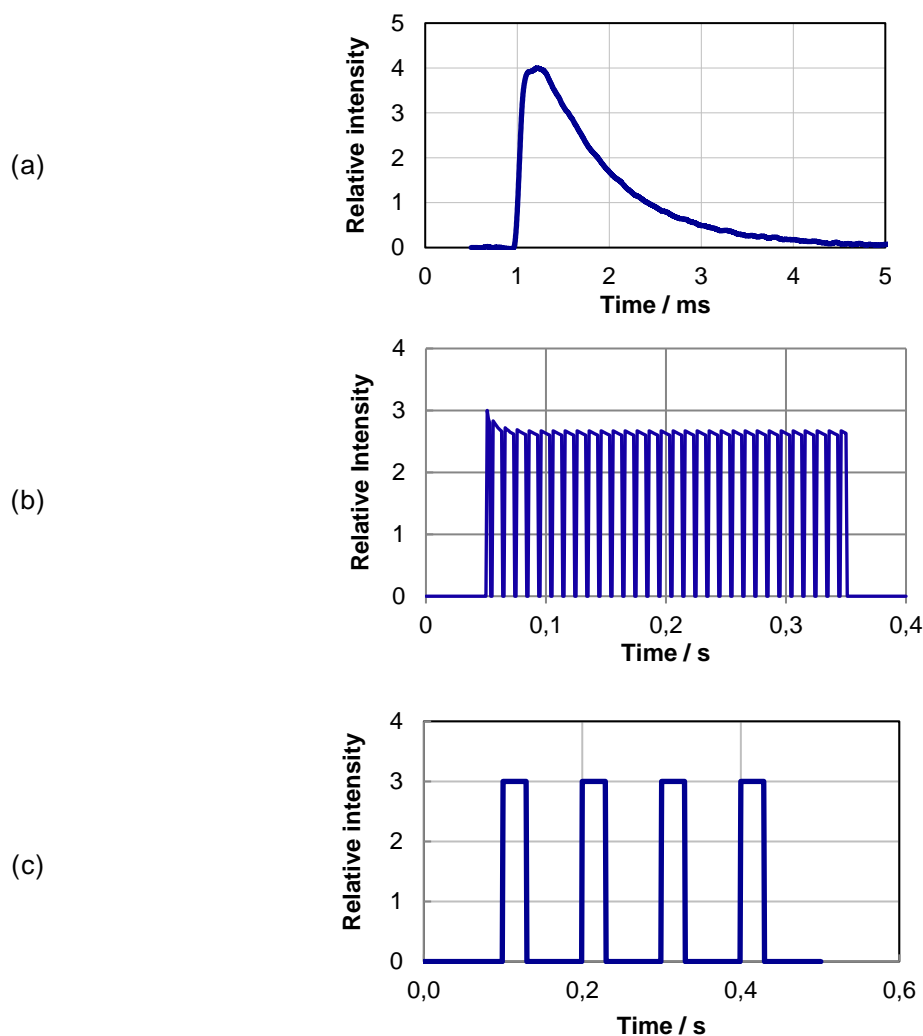 (a)
Relative intensity
5
4
3
2
1
0
0 1 2 3 4 5
Time / ms
(b)
Relative Intensity
4
3
2
1
0
0 0,1 0,2 0,3 0,4
Time / s
(c)
Relative intensity
4
3
2
1
0
0,0 0,2 0,4 0,6
Time / s